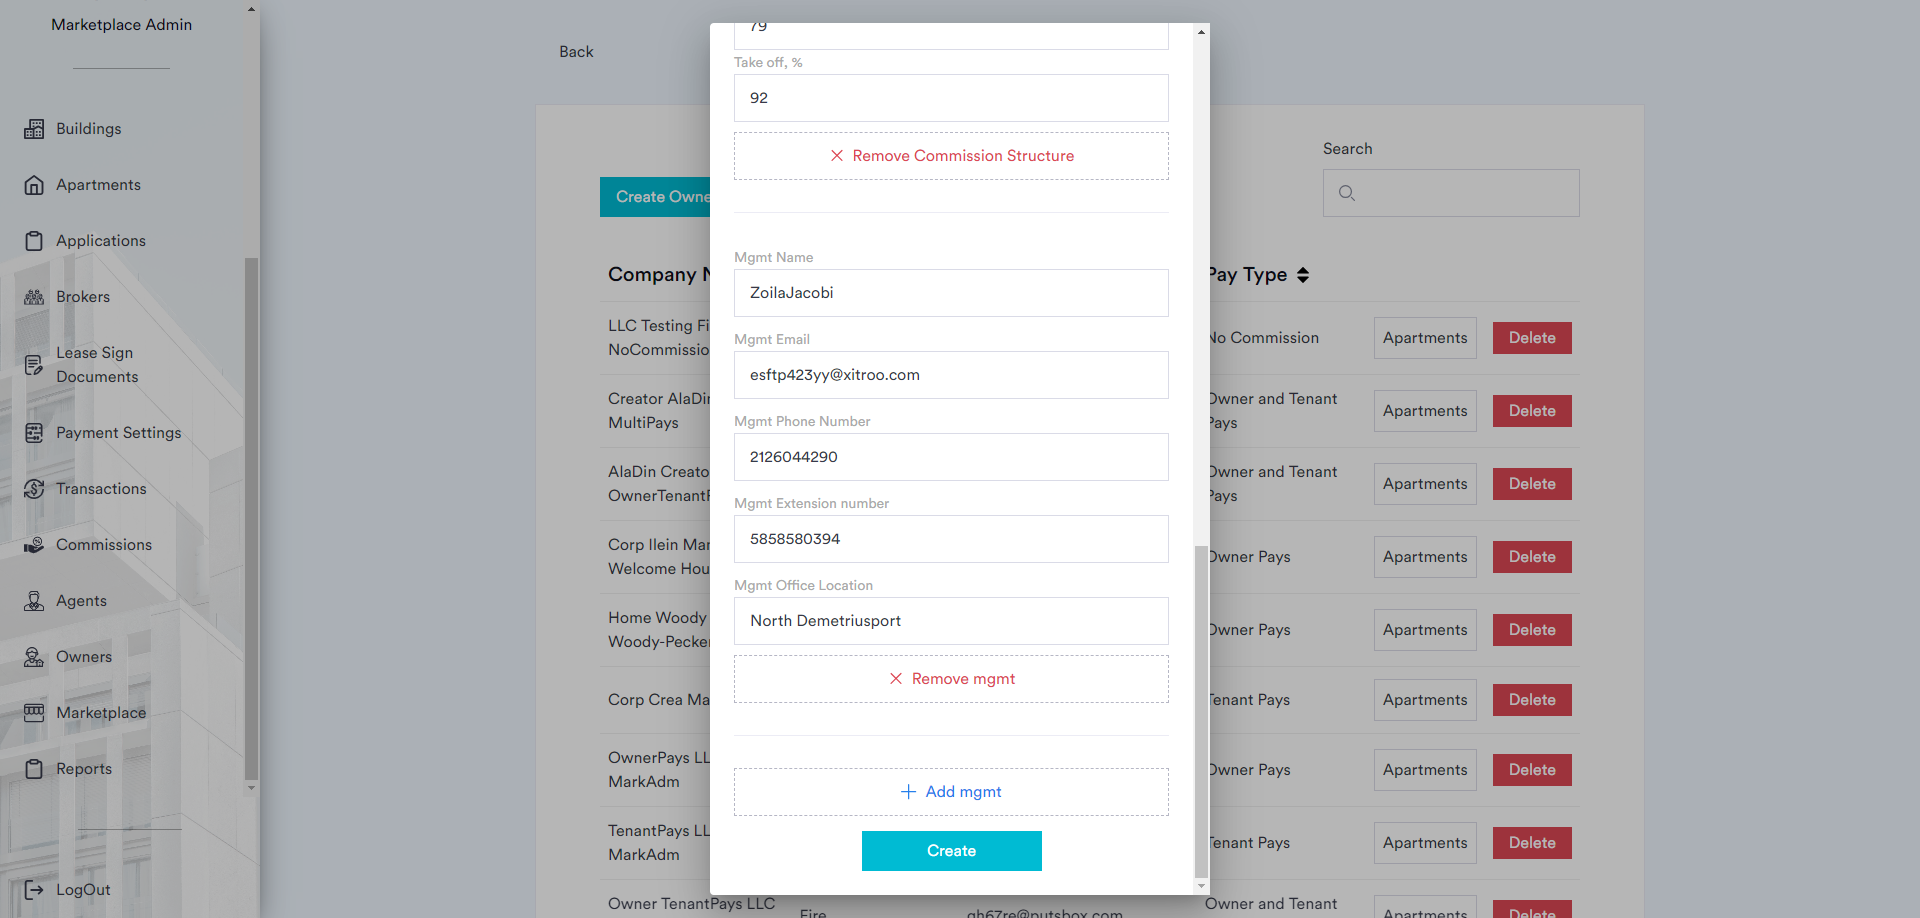 Marketplace Admin
Buildings
Apartments
Applications
Brokers
Lease Sign
Documents
Payment Settings
Transactions
Commissions
Agents
Owners
Marketplace
Reports
LogOut
Back
Create Owne
Search
Company N
Pay Type
LLC Testing Fi
NoCommissio
No Commission
Apartments
Delete
Creator AlaDin
MultiPays
Owner and Tenant
Pays
Apartments
Delete
AlaDin Creato
OwnerTenantP
Owner and Tenant
Pays
Apartments
Delete
Corp Ilein Mar
Welcome Hou
Owner Pays
Apartments
Delete
Home Woody
Woody-Pecker
Owner Pays
Apartments
Delete
Corp Crea Ma
Tenant Pays
Apartments
Delete
OwnerPays LL
MarkAdm
Owner Pays
Apartments
Delete
TenantPays LL
MarkAdm
Tenant Pays
Apartments
Delete
Owner TenantPays LLC
Fire
gh67re@putsbox.com
Owner and Tenant
Apartments
Delete
79
Take off, %
92
Remove Commission Structure
Mgmt Name
ZoilaJacobi
Mgmt Email
esftp423yy@xitroo.com
Mgmt Phone Number
2126044290
Mgmt Extension number
5858580394
Mgmt Office Location
North Demetriusport
Remove mgmt
Add mgmt
Create